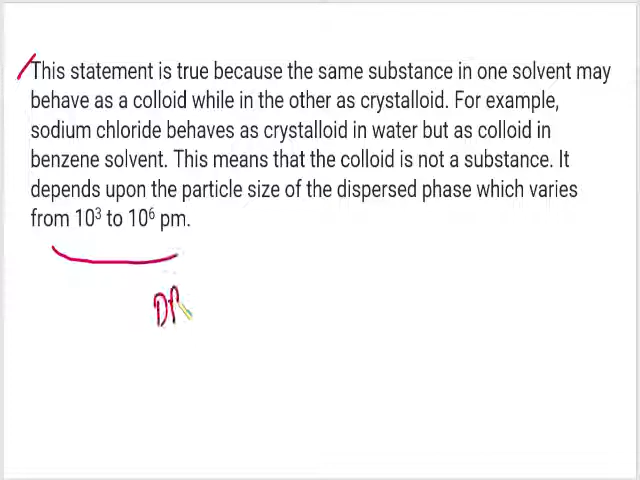 This statement is true because the same substance in one solvent may
behave as a colloid while in the other as crystalloid. For example,
sodium chloride behaves as crystalloid in water but as colloid in
benzene solvent. This means that the colloid is not a substance. It
depends upon the particle size of the dispersed phase which varies
from 10³ to 10⁶ pm.
DP